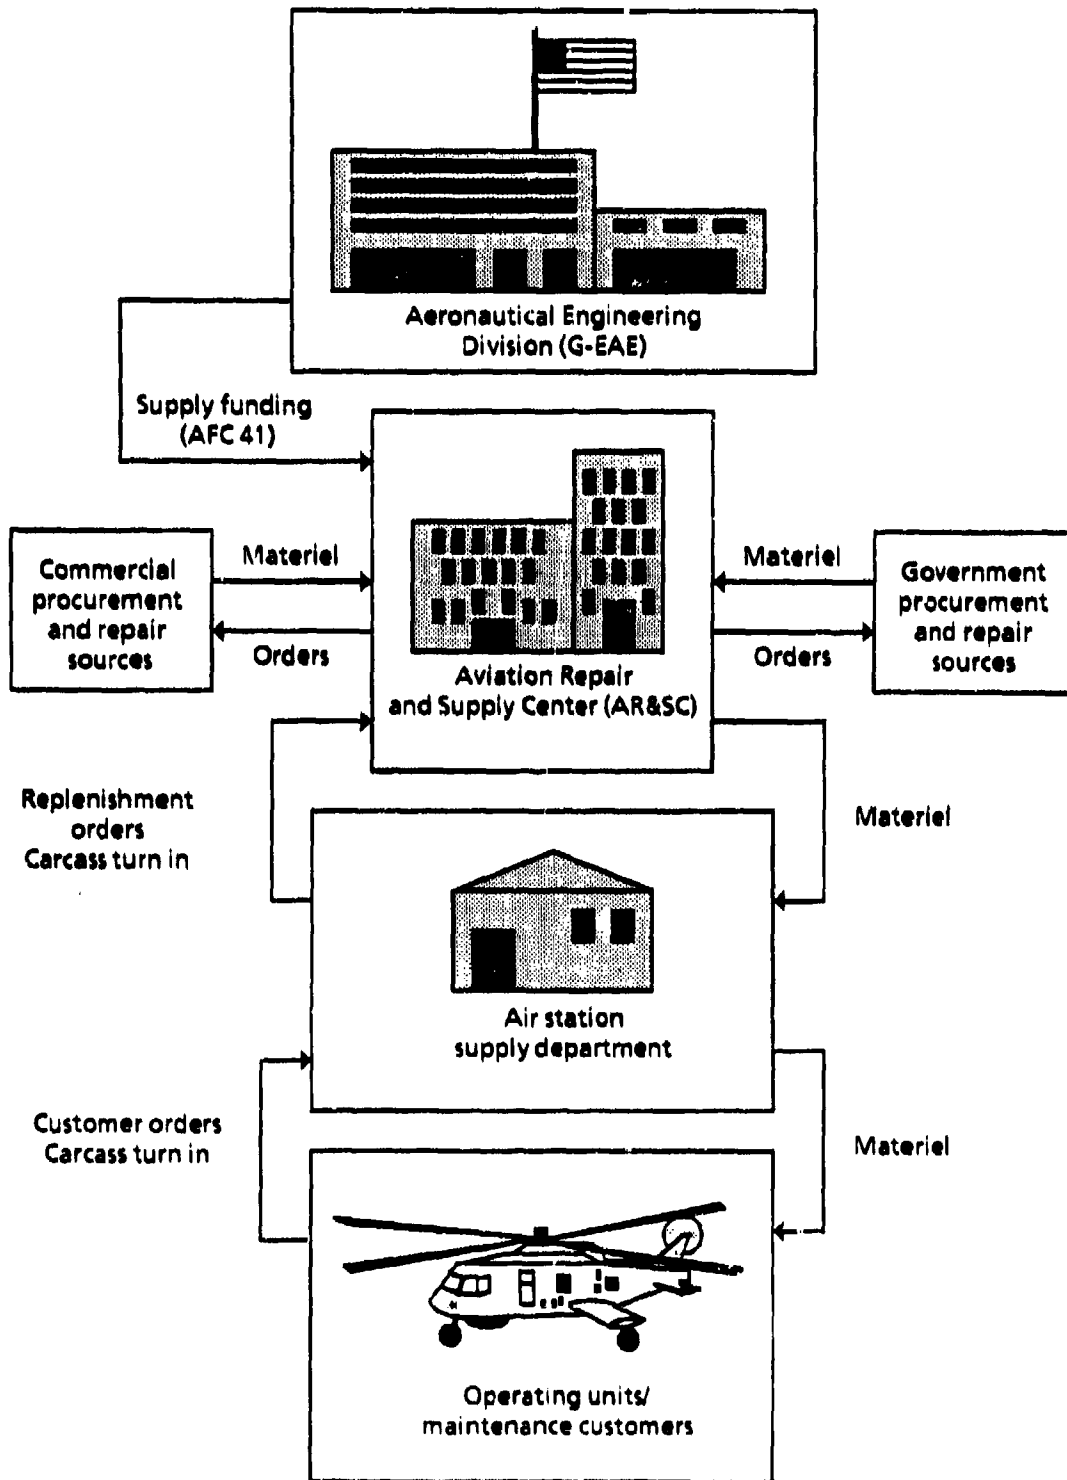 Aeronautical Engineering
Division (G-EAE)
Supply funding
(AFC 41)
Commercial
procurement
and repair
sources
Materiel
Orders
Aviation Repair
and Supply Center (AR&SC)
Materiel
Orders
Government
procurement
and repair
sources
Replenishment
orders
Carcass turn in
Materiel
Air station
supply department
Customer orders
Carcass turn in
Materiel
Operating units/
maintenance customers